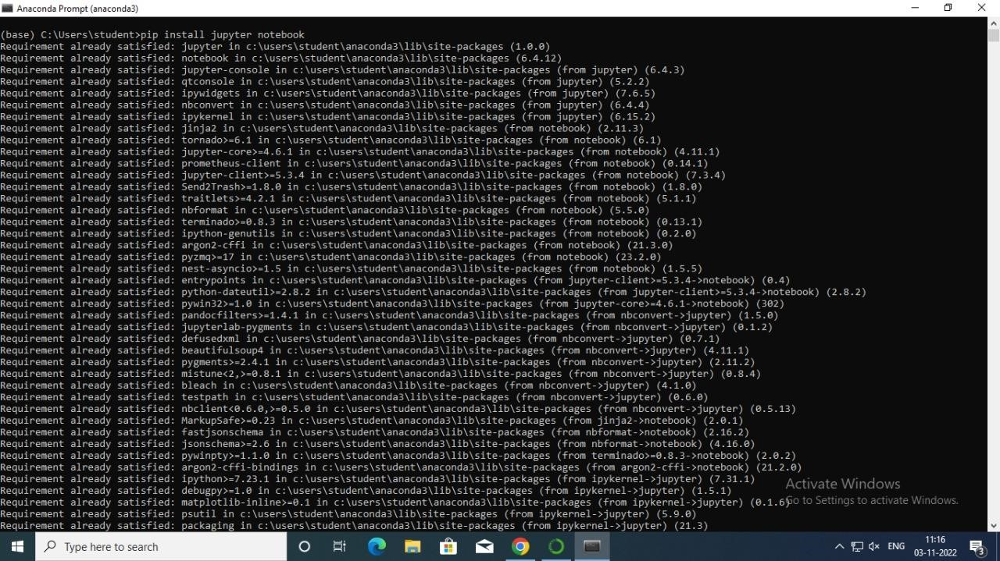 Anaconda Prompt (anaconda3)
(base) C:\Users\student>pip install jupyter notebook
Requirement already satisfied: jupyter in c:\users\student\anaconda3\lib\site-packages (1.0.0)
Requirement already satisfied: notebook in c:\users\student\anaconda3\lib\site-packages (6.4.12)
Requirement already satisfied: jupyter-console in c:\users\student\anaconda3\lib\site-packages (from jupyter) (6.4.3)
Requirement already satisfied: qtconsole in c:\users\student\anaconda3\lib\site-packages (from jupyter) (5.2.2)
Requirement already satisfied: ipywidgets in c:\users\student\anaconda3\lib\site-packages (from jupyter) (7.6.5)
Requirement already satisfied: nbconvert in c:\users\student\anaconda3\lib\site-packages (from jupyter) (6.4.4)
Requirement already satisfied: ipykernel in c:\users\student\anaconda3\lib\site-packages (from jupyter) (6.15.2)
Requirement already satisfied: jinja2 in c:\users\student\anaconda3\lib\site-packages (from notebook) (2.11.3)
Requirement already satisfied: tornado>=6.1 in c:\users\student\anaconda3\lib\site-packages (from notebook) (6.1)
Requirement already satisfied: jupyter-core>=4.6.1 in c:\users\student\anaconda3\lib\site-packages (from notebook) (4.11.1)
Requirement already satisfied: prometheus-client in c:\users\student\anaconda3\lib\site-packages (from notebook) (0.14.1)
Requirement already satisfied: jupyter-client>=5.3.4 in c:\users\student\anaconda3\lib\site-packages (from notebook) (7.3.4)
Requirement already satisfied: Send2Trash>=1.8.0 in c:\users\student\anaconda3\lib\site-packages (from notebook) (1.8.0)
Requirement already satisfied: traitlets>=4.2.1 in c:\users\student\anaconda3\lib\site-packages (from notebook) (5.1.1)
Requirement already satisfied: nbformat in c:\users\student\anaconda3\lib\site-packages (from notebook) (5.5.0)
Requirement already satisfied: terminado>=0.8.3 in c:\users\student\anaconda3\lib\site-packages (from notebook) (0.13.1)
Requirement already satisfied: ipython-genutils in c:\users\student\anaconda3\lib\site-packages (from notebook) (0.2.0)
Requirement already satisfied: argon2-cffi in c:\users\student\anaconda3\lib\site-packages (from notebook) (21.3.0)
Requirement already satisfied: pyzmq>=17 in c:\users\student\anaconda3\lib\site-packages (from notebook) (23.2.0)
Requirement already satisfied: nest-asyncio>=1.5 in c:\users\student\anaconda3\lib\site-packages (from notebook) (1.5.5)
Requirement already satisfied: entrypoints in c:\users\student\anaconda3\lib\site-packages (from jupyter-client>=5.3.4->notebook) (0.4)
Requirement already satisfied: python-dateutil>=2.8.2 in c:\users\student\anaconda3\lib\site-packages (from jupyter-client>=5.3.4->notebook) (2.8.2)
Requirement already satisfied: pywin32>=1.0 in c:\users\student\anaconda3\lib\site-packages (from jupyter-core>=4.6.1->notebook) (302)
Requirement already satisfied: pandocfilters>=1.4.1 in c:\users\student\anaconda3\lib\site-packages (from nbconvert->jupyter) (1.5.0)
Requirement already satisfied: jupyterlab-pygments in c:\users\student\anaconda3\lib\site-packages (from nbconvert->jupyter) (0.1.2)
Requirement already satisfied: defusedxml in c:\users\student\anaconda3\lib\site-packages (from nbconvert->jupyter) (0.7.1)
Requirement already satisfied: beautifulsoup4 in c:\users\student\anaconda3\lib\site-packages (from nbconvert->jupyter) (4.11.1)
Requirement already satisfied: pygments>=2.4.1 in c:\users\student\anaconda3\lib\site-packages (from nbconvert->jupyter) (2.11.2)
Requirement already satisfied: mistune<2,>=0.8.1 in c:\users\student\anaconda3\lib\site-packages (from nbconvert->jupyter) (0.8.4)
Requirement already satisfied: bleach in c:\users\student\anaconda3\lib\site-packages (from nbconvert->jupyter) (4.1.0)
Requirement already satisfied: testpath in c:\users\student\anaconda3\lib\site-packages (from nbconvert->jupyter) (0.6.0)
Requirement already satisfied: nbclient<0.6.0,>=0.5.0 in c:\users\student\anaconda3\lib\site-packages (from nbconvert->jupyter) (0.5.13)
Requirement already satisfied: MarkupSafe>=0.23 in c:\users\student\anaconda3\lib\site-packages (from jinja2->notebook) (2.0.1)
Requirement already satisfied: fastjsonschema in c:\users\student\anaconda3\lib\site-packages (from nbformat->notebook) (2.16.2)
Requirement already satisfied: jsonschema>=2.6 in c:\users\student\anaconda3\lib\site-packages (from nbformat->notebook) (4.16.0)
Requirement already satisfied: pywinpty>=1.1.0 in c:\users\student\anaconda3\lib\site-packages (from terminado>=0.8.3->notebook) (2.0.2)
Requirement already satisfied: argon2-cffi-bindings in c:\users\student\anaconda3\lib\site-packages (from argon2-cffi->notebook) (21.2.0)
Requirement already satisfied: ipython>=7.23.1 in c:\users\student\anaconda3\lib\site-packages (from ipykernel->jupyter) (7.31.1)
Requirement already satisfied: debugpy>=1.0 in c:\users\student\anaconda3\lib\site-packages (from ipykernel->jupyter) (1.5.1)
Requirement already satisfied: matplotlib-inline>=0.1 in c:\users\student\anaconda3\lib\site-packages (from ipykernel->jupyter) (0.1.6)
Requirement already satisfied: psutil in c:\users\student\anaconda3\lib\site-packages (from ipykernel->jupyter) (5.9.0)
Requirement already satisfied: packaging in c:\users\student\anaconda3\lib\site-packages (from ipykernel->jupyter) (21.3)
Activate Windows
Go to Settings to activate Windows.
Type here to search
ENG
11:16
03-11-2022
3